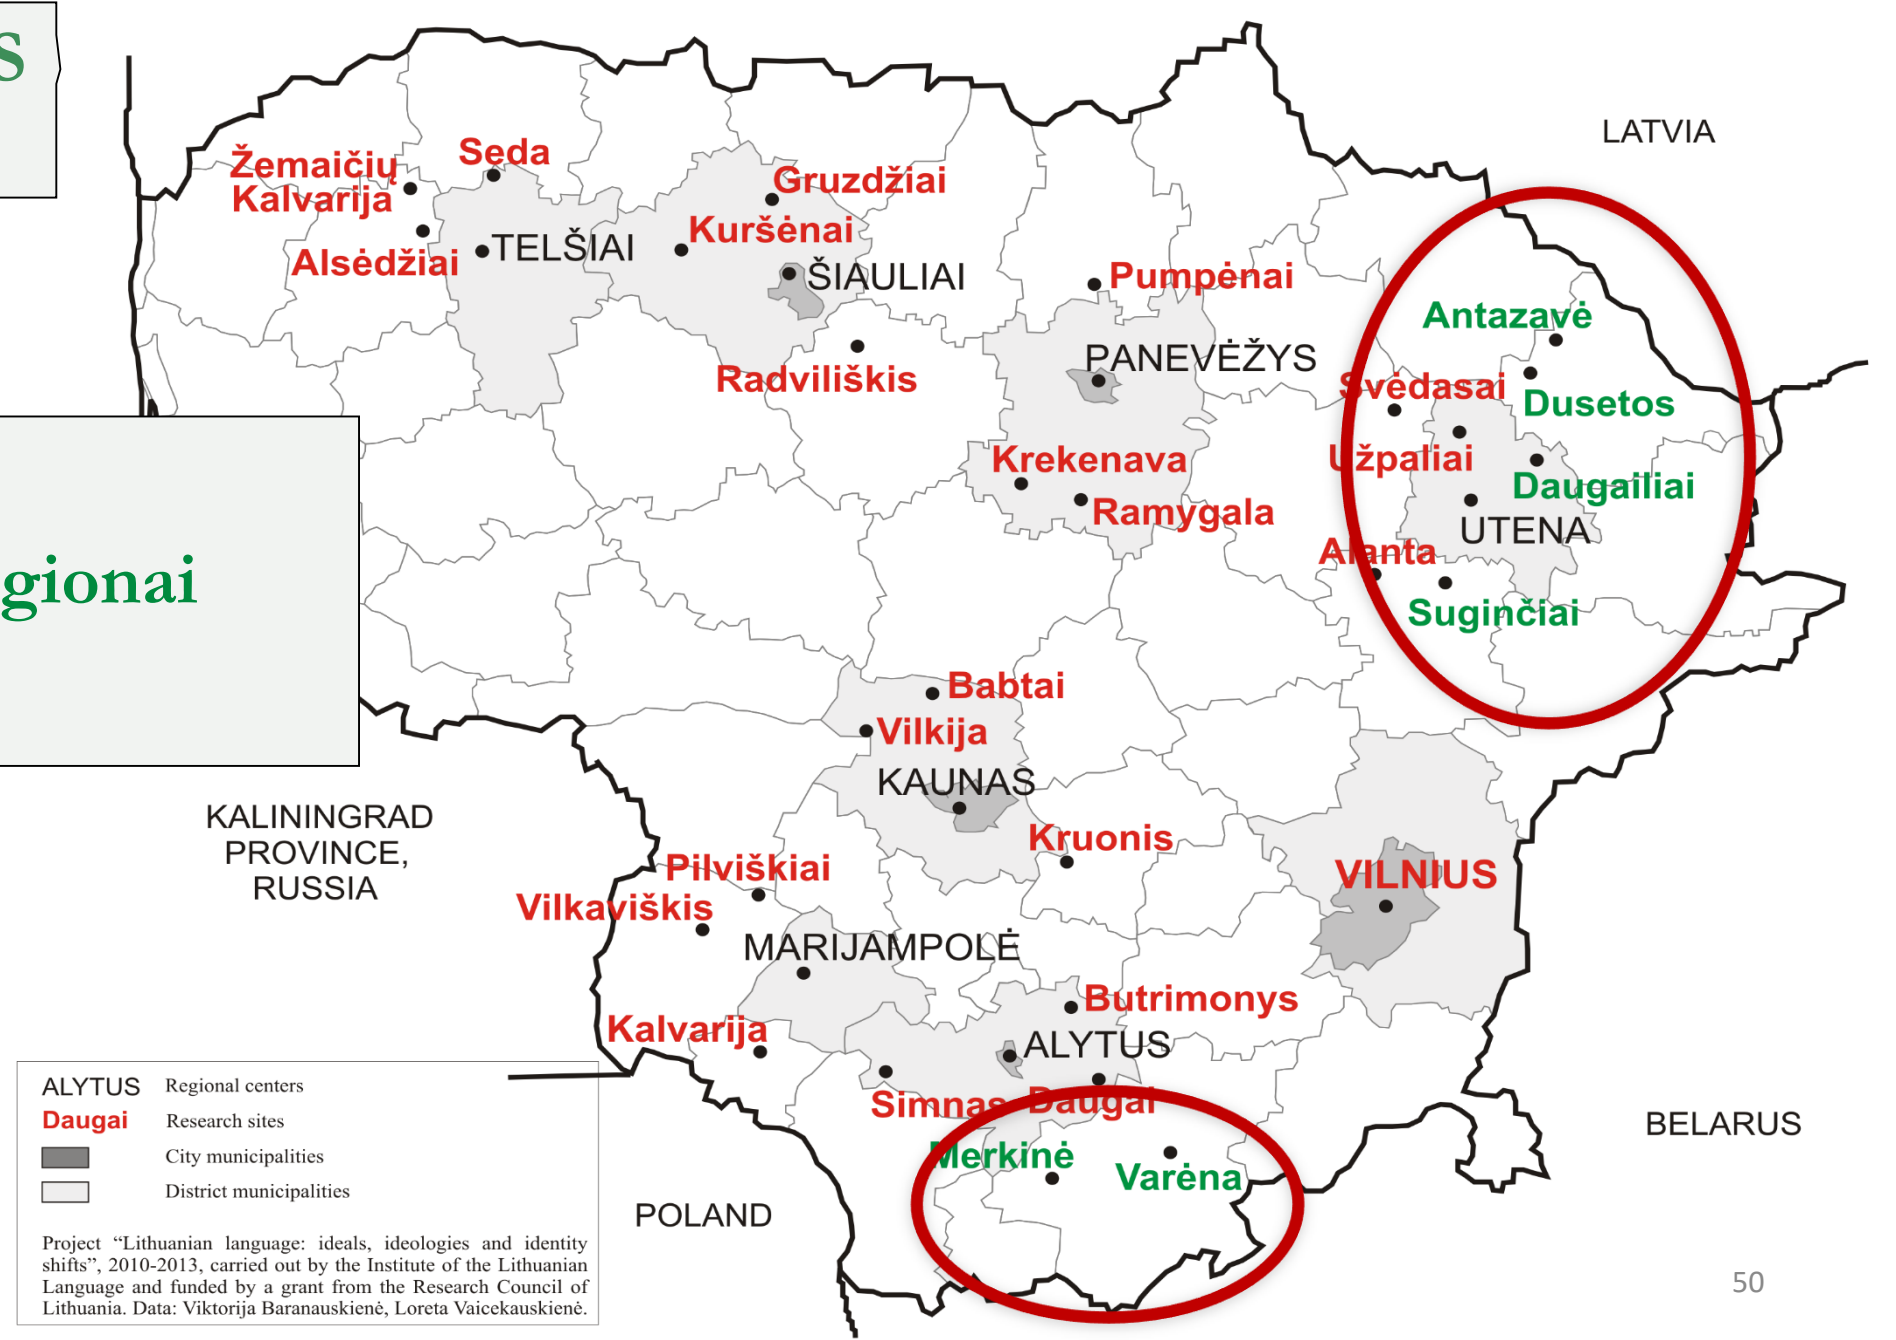 s
gionai
LATVIA
Žemaičių
Kalvarija
Seda
Gruzdžiai
Kuršėnai
TELŠIAI
Alsėdžiai
ŠIAULIAI
Pumpėnai
Antazavė
PANEVĖŽYS
Radviliškis
Svėdasai
Dusetos
Krekenava
Užpaliai
Daugailiai
Ramygala
UTENA
Alanta
Suginčiai
Babtai
Vilkija
KAUNAS
KALININGRAD
PROVINCE,
RUSSIA
Kruonis
Pilviškiai
VILNIUS
Vilkaviškis
MARIJAMPOLĖ
Butrimonys
Kalvarija
ALYTUS
Simnas
Daugai
BELARUS
Merkinė
Varėna
POLAND
ALYTUS Regional centers
Daugai Research sites
City municipalities
District municipalities
Project “Lithuanian language: ideals, ideologies and identity
shifts”, 2010-2013, carried out by the Institute of the Lithuanian
Language and funded by a grant from the Research Council of
Lithuania. Data: Viktorija Baranauskienė, Loreta Vaicekauskienė.
50